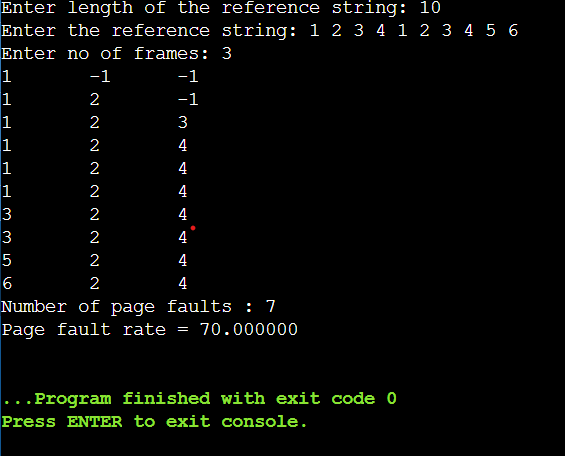 Enter length of the reference string: 10
Enter the reference string: 1 2 3 4 1 2 3 4 5 6
Enter no of frames: 3
1 -1 -1
1 2 -1
1 2 3
1 2 4
1 2 4
1 2 4
3 2 4
3 2 4
5 2 4
6 2 4
Number of page faults : 7
Page fault rate = 70.000000
...Program finished with exit code 0
Press ENTER to exit console.